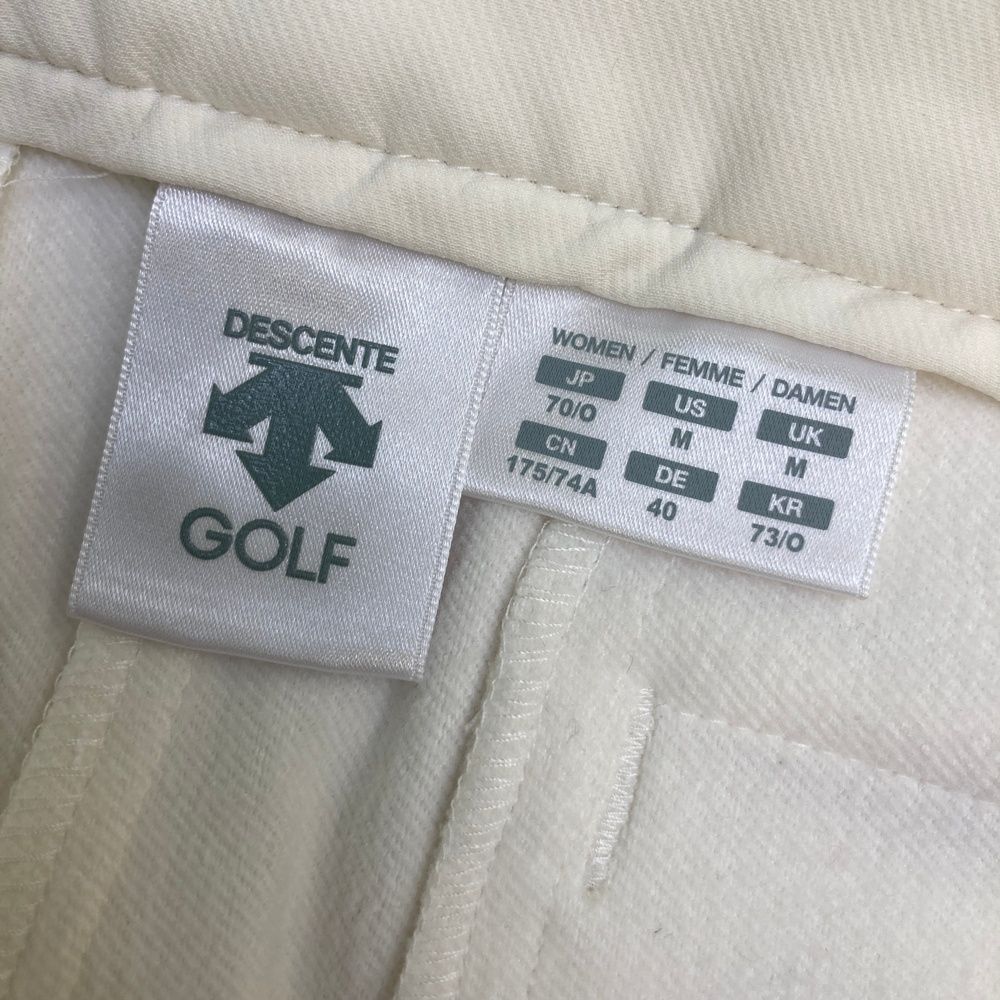 DESCENTE
GOLF
WOMEN / FEMME / DAMEN
JP US UK
70/O M M
CN DE KR
175/74A 40 73/O